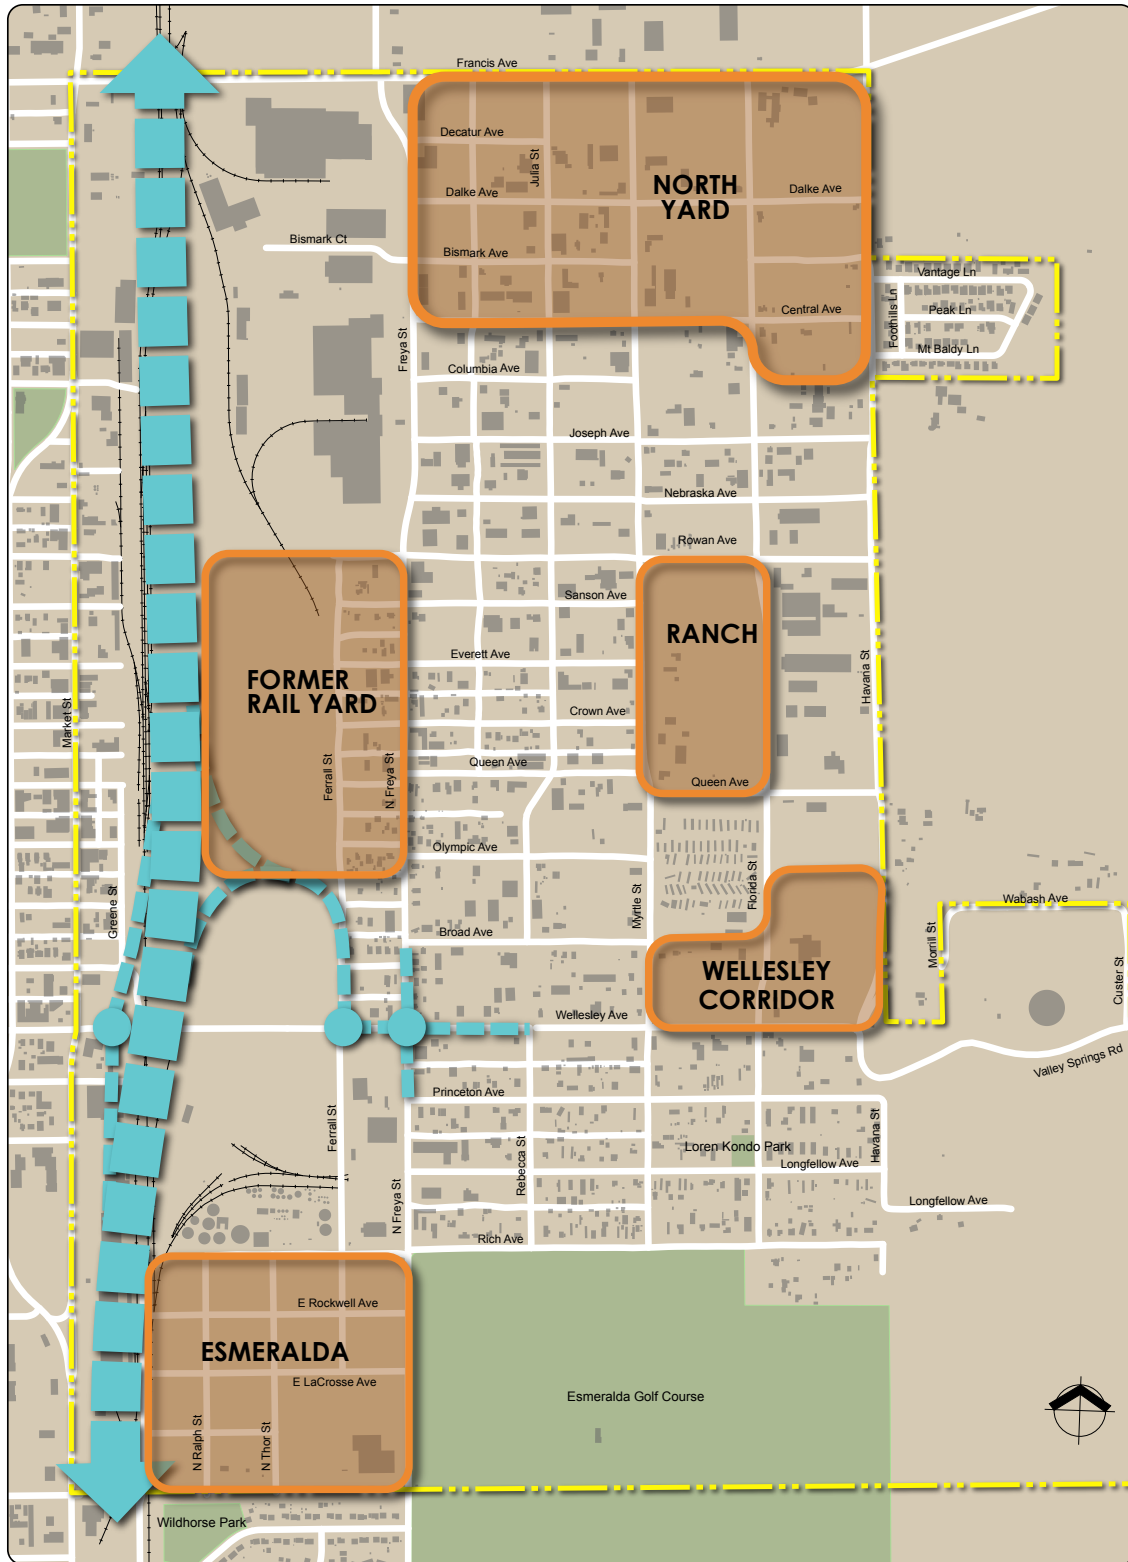 Francis Ave
Decatur Ave
Julia St
Dalke Ave
NORTH
YARD
Dalke Ave
Bismark Ct
Bismark Ave
Vantage Ln
Foothills Ln
Peak Ln
Central Ave
Mt Baldy Ln
Freya St
Columbia Ave
Joseph Ave
Nebraska Ave
Rowan Ave
Sanson Ave
RANCH
Everett Ave
Havana St
FORMER
RAIL YARD
Market St
Crown Ave
Ferrall St
N Freya St
Queen Ave
Queen Ave
Olympic Ave
Greene St
Myrtle St
Florida St
Wabash Ave
Broad Ave
Morrill St
WELLESLEY
CORRIDOR
Custer St
Wellesley Ave
Valley Springs Rd
Princeton Ave
Ferrall St
Havana St
Loren Kondo Park
Rebecca St
Longfellow Ave
N Freya St
Longfellow Ave
Rich Ave
E Rockwell Ave
ESMERALDA
E LaCrosse Ave
Esmeralda Golf Course
N Ralph St
N Thor St
Wildhorse Park